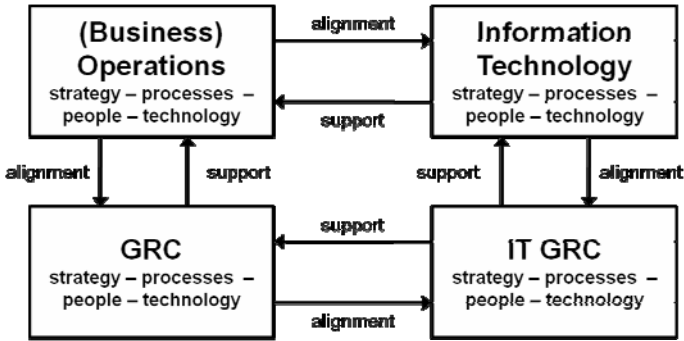 (Business)
Operations
strategy – processes –
people – technology
alignment
support
Information
Technology
strategy – processes –
people – technology
alignment
support
support
alignment
GRC
strategy – processes –
people – technology
support
alignment
IT GRC
strategy – processes –
people – technology